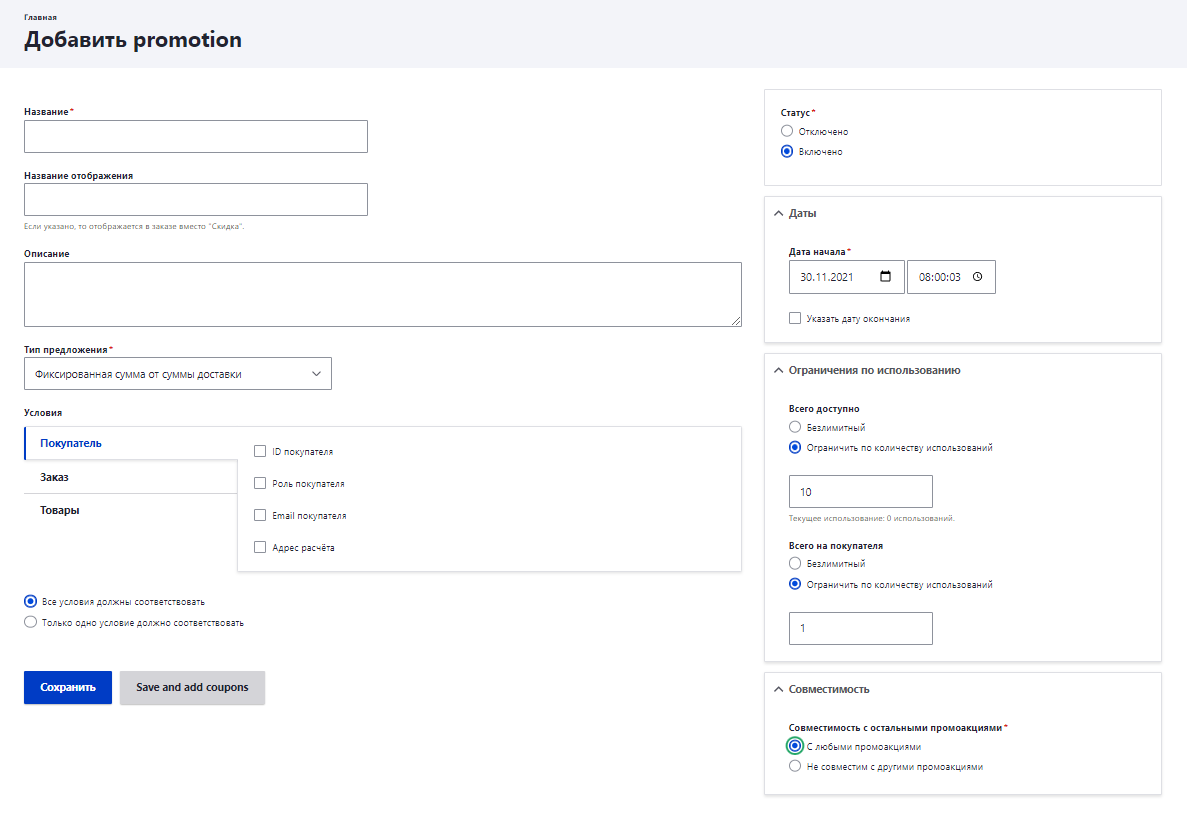 Главная
Добавить promotion
Название*
Название отображения
Если указано, то отображается в заказе вместо "Скидка".
Описание
Тип предложения*
Фиксированная сумма от суммы доставки
Условия
Покупатель
Заказ
Товары
ID покупателя
Роль покупателя
Email покупателя
Адрес расчёта
Все условия должны соответствовать
Только одно условие должно соответствовать
Сохранить
Save and add coupons
Статус*
Отключено
Включено
Даты
Дата начала*
30.11.2021
08:00:03
Указать дату окончания
Ограничения по использованию
Всего доступно
Безлимитный
Ограничить по количеству использований
10
Текущее использование: 0 использований.
Всего на покупателя
Безлимитный
Ограничить по количеству использований
1
Совместимость
Совместимость с остальными промоакциями*
С любыми промоакциями
Не совместим с другими промоакциями